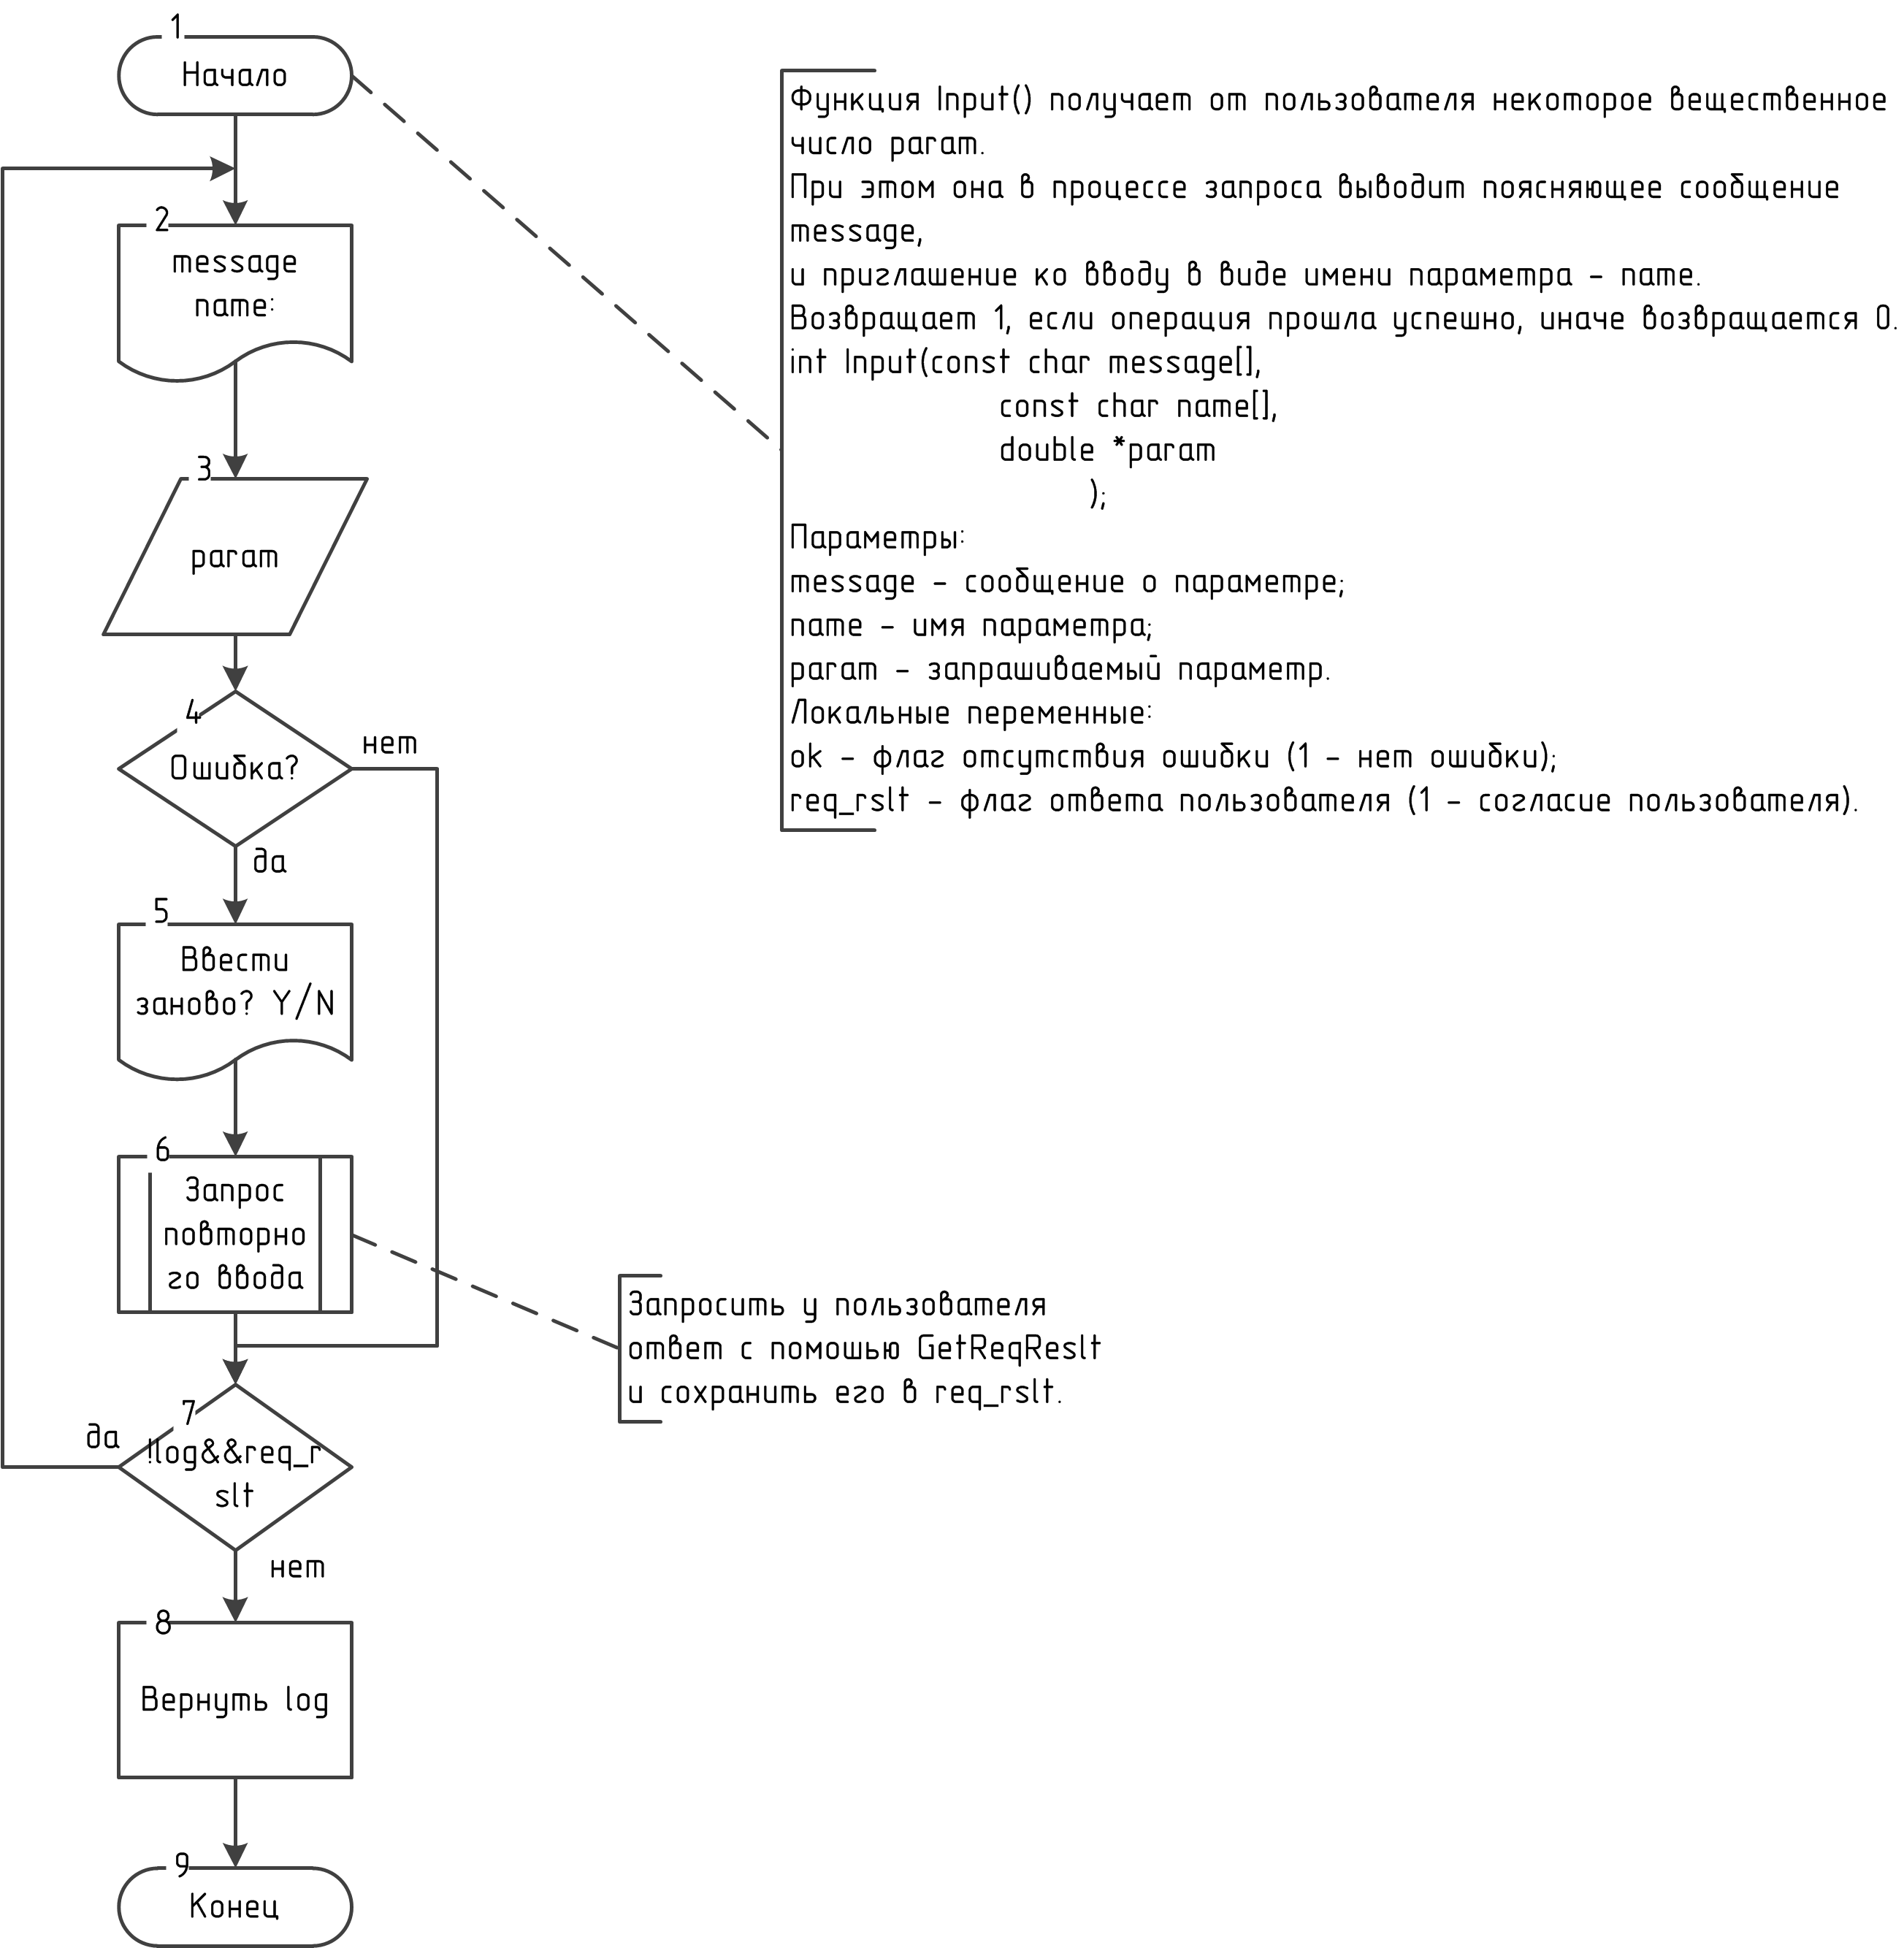 1
Начало
2
message
name:
3
param
4
Ошибка?
нет
да
5
Ввести
заново? Y/N
6
Запрос
повторно
го ввода
7
да
!log&&req_r
slt
нет
8
Вернуть log
9
Конец
Функция Input() получает от пользователя некоторое вещественное
число param.
При этом она в процессе запроса выводит поясняющее сообщение
message,
и приглашение ко вводу в виде имени параметра - name.
Возвращает 1, если операция прошла успешно, иначе возвращается 0.
int Input(const char message[],
const char name[],
double *param
);
Параметры:
message - сообщение о параметре;
name - имя параметра;
param - запрашиваемый параметр.
Локальные переменные:
ok - флаг отсутствия ошибки (1 - нет ошибки);
req_rslt - флаг ответа пользователя (1 - согласие пользователя).
Запросить у пользователя
ответ с помошью GetReqReslt
и сохранить его в req_rslt.